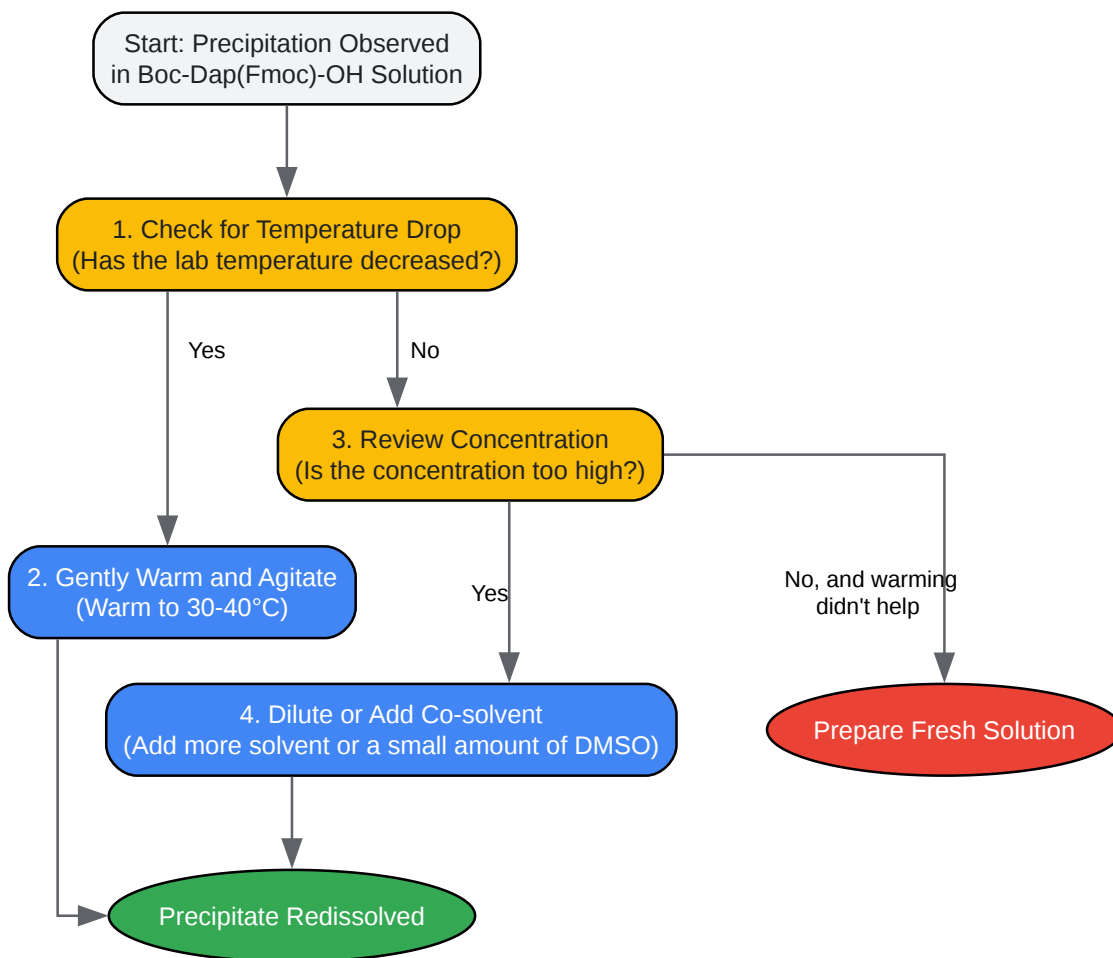 Start: Precipitation Observed
in Boc-Dap(Fmoc)-OH Solution
1. Check for Temperature Drop
(Has the lab temperature decreased?)
Yes
No
3. Review Concentration
(Is the concentration too high?)
2. Gently Warm and Agitate
(Warm to 30-40°C)
Yes
No, and warming
didn't help
4. Dilute or Add Co-solvent
(Add more solvent or a small amount of DMSO)
Prepare Fresh Solution
Precipitate Redissolved